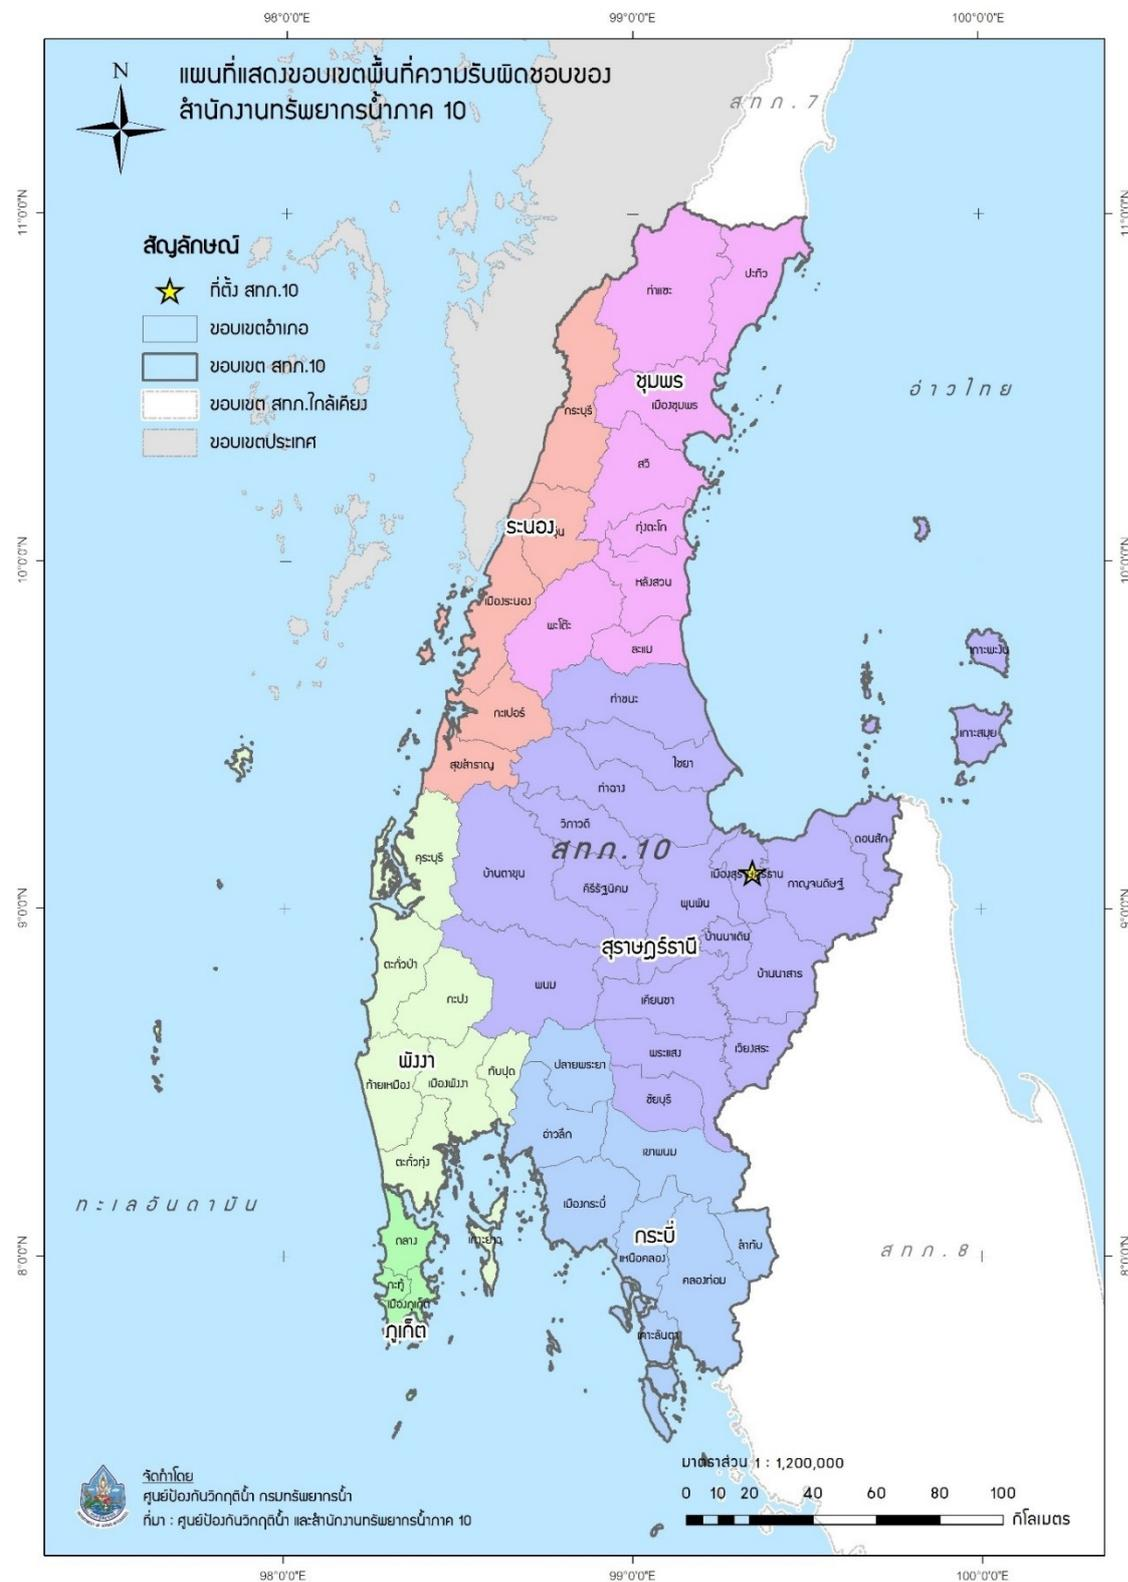 98°0'0"E
99°0'0"E
100°0'0"E
N
แผนที่แสดงขอบเขตพื้นที่ความรับผิดชอบของ
สำนักงานทรัพยากรน้ำภาค 10
สทภ.7
11°0'0"N
11°0'0"N
สัญลักษณ์
ที่ตั้ง สทภ.10
ขอบเขตอำเภอ
ขอบเขต สทภ.10
ขอบเขต สทภ.ใกล้เคียง
ขอบเขตประเทศ
ปะทิว
ท่าแซะ
ชุมพร
เมืองชุมพร
อ่าวไทย
กระบุรี
สวี
ระนอง
ทุ่งตะโก
10°0'0"N
10°0'0"N
หลังสวน
เมืองระนอง
พะโต๊ะ
ละแม
เกาะพะงัน
ท่าชนะ
กะเปอร์
เกาะสมุย
สุขสำราญ
ไชยา
ท่าฉาง
วิภาวดี
ดอนสัก
สทภ.10
คุระบุรี
บ้านตาขุน
คีรีรัฐนิคม
กาญจนดิษฐ์
พุนพิน
9°0'0"N
9°0'0"N
บ้านนาเดิม
สุราษฎร์ธานี
ตะกั่วป่า
บ้านนาสาร
พนม
กะปง
เคียนซา
พระแสง
เวียงสระ
พังงา
ปลายพระยา
ทับปุด
ท้ายเหมือง
เมืองพังงา
ชัยบุรี
อ่าวลึก
เขาพนม
ตะกั่วทุ่ง
ทะเลอันดามัน
เมืองกระบี่
กระบี่
ถลาง
เกาะยาว
ลำทับ
สทภ.8
8°0'0"N
8°0'0"N
เหนือคลอง
คลองท่อม
กะทู้
เมืองภูเก็ต
ภูเก็ต
เกาะลันตา
มาตราส่วน 1 : 1,200,000
0 10 20 40 60 80 100
กิโลเมตร
จัดทำโดย
ศูนย์ป้องกันวิกฤติน้ำ กรมทรัพยากรน้ำ
ที่มา : ศูนย์ป้องกันวิกฤติน้ำ และสำนักงานทรัพยากรน้ำภาค 10
98°0'0"E
99°0'0"E
100°0'0"E